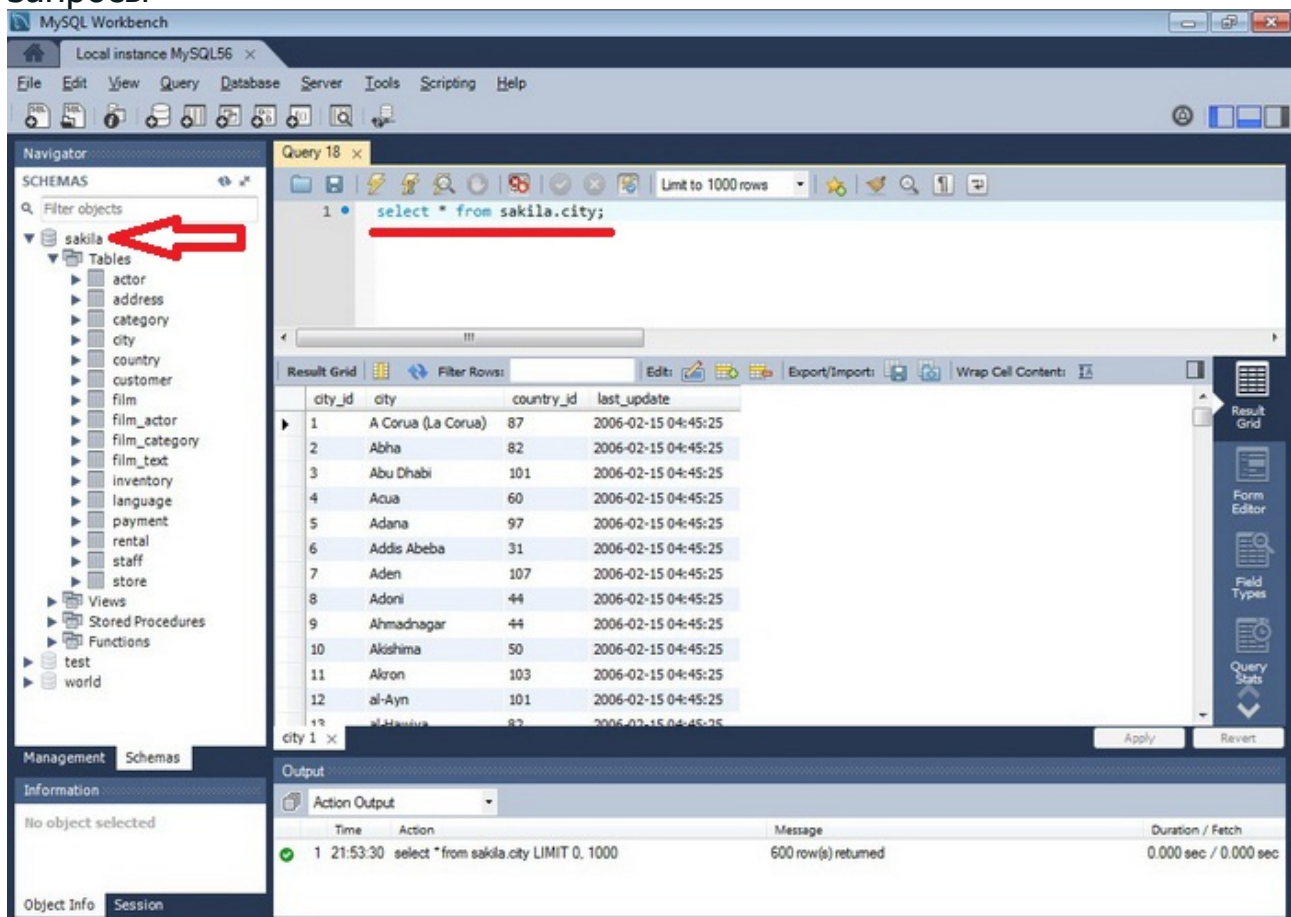 Запросы
MySQL Workbench
Local instance MySQL56
File Edit View Query Database Server Tools Scripting Help
Navigator
SCHEMAS
Filter objects
sakila
Tables
actor
address
category
city
country
customer
film
film_actor
film_category
film_text
inventory
language
payment
rental
staff
store
Views
Stored Procedures
Functions
test
world
Management Schemas
Information
No object selected
Object Info Session
Query 18
Limit to 1000 rows
1 select * from sakila.city;
Result Grid Filter Rows: Edit: Export/Import: Wrap Cell Content:
city_id city country_id last_update
1 A Corua (La Corua) 87 2006-02-15 04:45:25
2 Abha 82 2006-02-15 04:45:25
3 Abu Dhabi 101 2006-02-15 04:45:25
4 Acua 60 2006-02-15 04:45:25
5 Adana 97 2006-02-15 04:45:25
6 Addis Abeba 31 2006-02-15 04:45:25
7 Aden 107 2006-02-15 04:45:25
8 Adoni 44 2006-02-15 04:45:25
9 Ahmadnagar 44 2006-02-15 04:45:25
10 Akishima 50 2006-02-15 04:45:25
11 Akron 103 2006-02-15 04:45:25
12 al-Ayn 101 2006-02-15 04:45:25
13 al-Hawiya 82 2006-02-15 04:45:25
Result
Grid
Form
Editor
Field
Types
Query
Stats
city 1 Apply Revert
Output
Action Output
Time Action Message Duration / Fetch
1 21:53:30 select * from sakila.city LIMIT 0, 1000 600 row(s) returned 0.000 sec / 0.000 sec